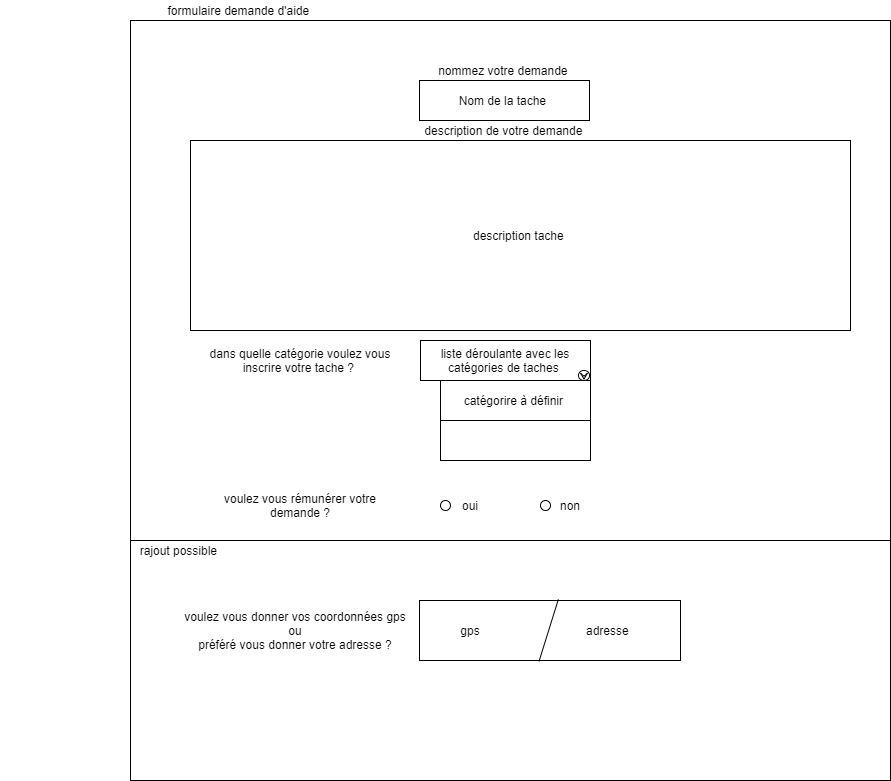 formulaire demande d'aide
nommez votre demande
Nom de la tache
description de votre demande
description tache
dans quelle catégorie voulez vous
inscrire votre tache ?
liste déroulante avec les
catégories de taches
catégorire à définir
voulez vous rémunérer votre
demande ?
oui
non
rajout possible
voulez vous donner vos coordonnées gps
ou
préféré vous donner votre adresse ?
gps
adresse